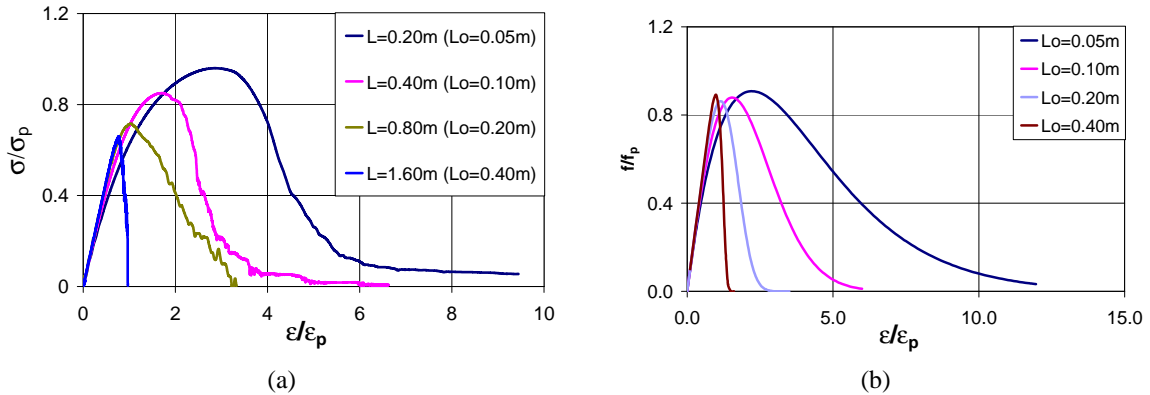 1.2
0.8
0.4
0
σ/σp
0 2 4 6 8 10
ε/εp
L=0.20m (Lo=0.05m)
L=0.40m (Lo=0.10m)
L=0.80m (Lo=0.20m)
L=1.60m (Lo=0.40m)
(a)
1.2
0.8
0.4
0.0
f/fp
0.0 5.0 10.0 15.0
ε/εp
Lo=0.05m
Lo=0.10m
Lo=0.20m
Lo=0.40m
(b)